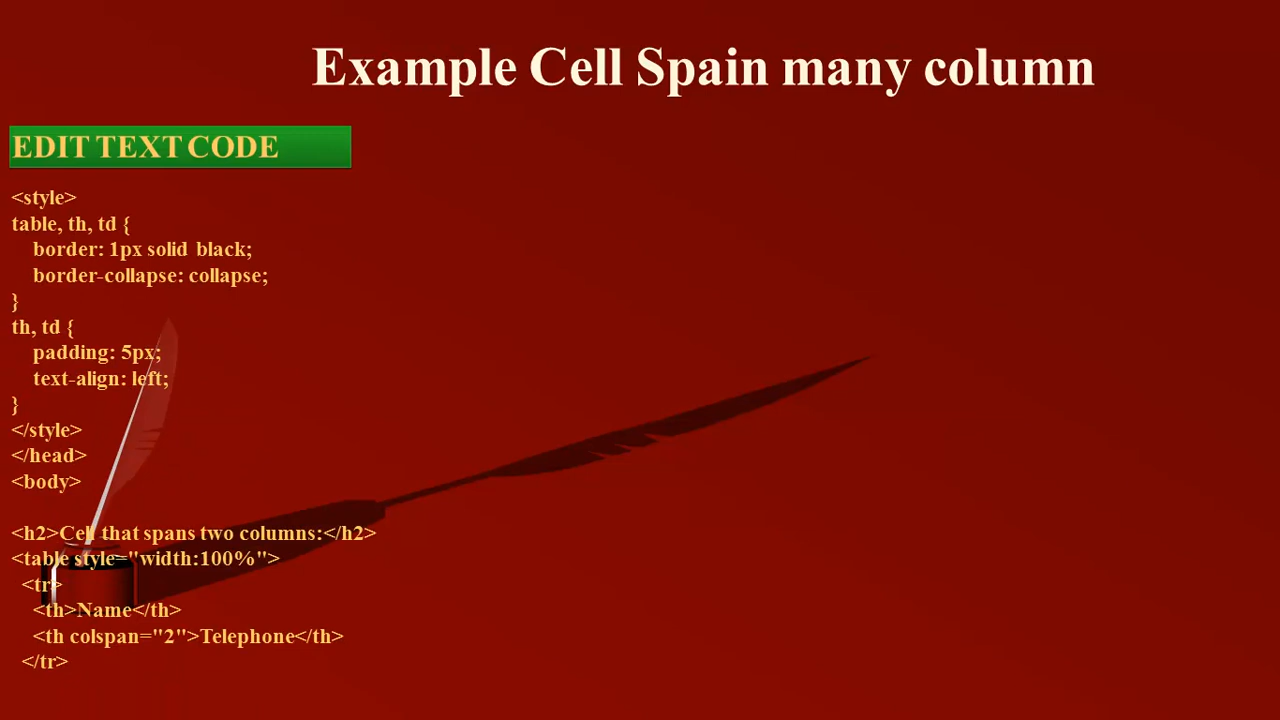 Example Cell Spain many column
EDIT TEXT CODE
<style>
table, th, td {
    border: 1px solid black;
    border-collapse: collapse;
}
th, td {
    padding: 5px;
    text-align: left;
}
</style>
</head>
<body>

<h2>Cell that spans two columns:</h2>
<table style="width:100%">
  <tr>
    <th>Name</th>
    <th colspan="2">Telephone</th>
  </tr>